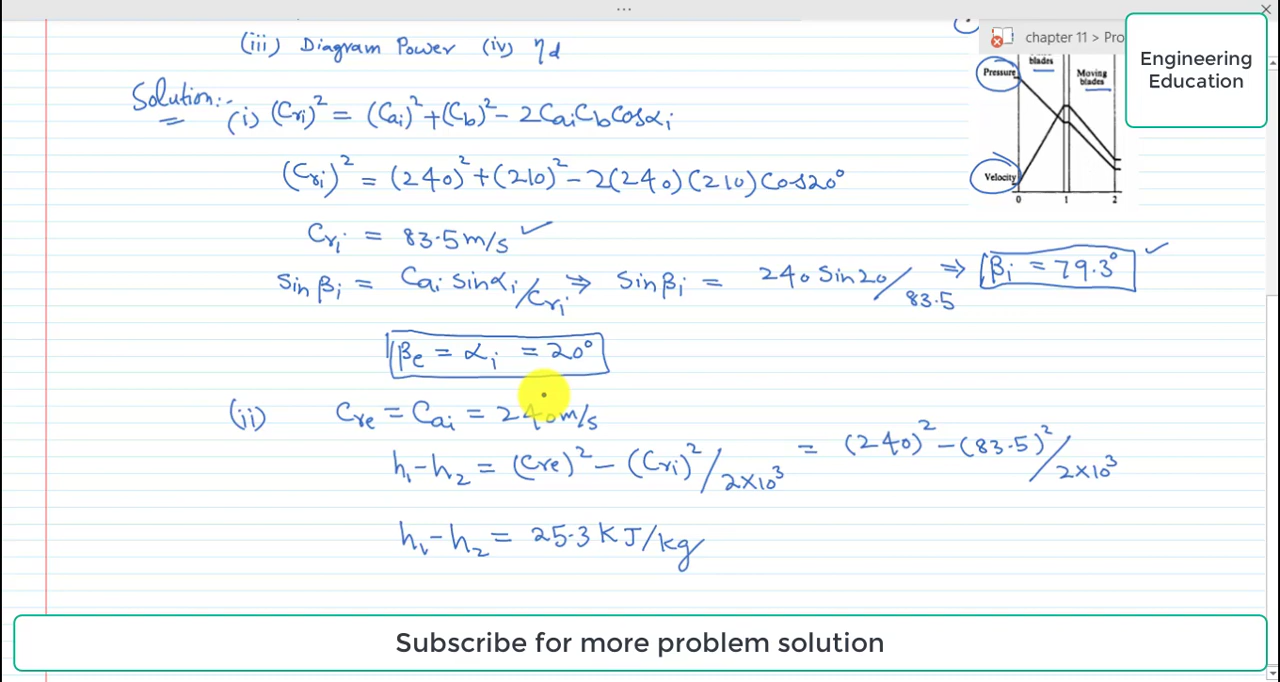 ...
×
chapter 11 > Pro
Engineering
Education
(iii) Diagram Power (iv) ηd
blades
Pressure
Moving
blades
Velocity
0 1 2
Solution:- (i) (Cri)² = (Cai)² + (Cb)² - 2CaiCbCosαi
(Cri)² = (240)² + (210)² - 2(240)(210)Cos20°
Cri = 83.5 m/s ✓
Sin βi = Cai sinαi/Cri ⇒ Sin βi = 240 Sin20/83.5 ⇒ βi = 79.3° ✓
βe = αi = 20°
(ii) Cre = Cai = 240 m/s
h₁-h₂ = (Cre)² - (Cri)²/2×10³ = (240)² - (83.5)²/2×10³
h₁-h₂ = 25.3 KJ/kg
Subscribe for more problem solution